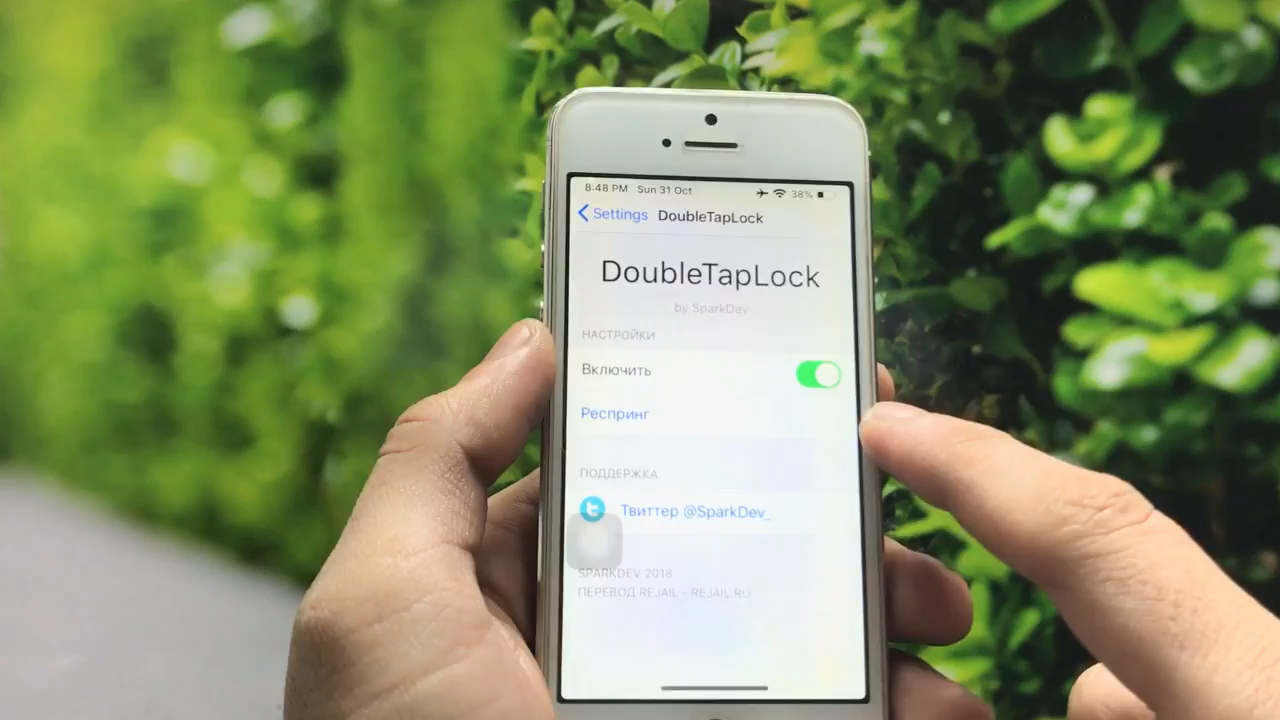 8:48 PM Sun 31 Oct 38%
Settings DoubleTapLock
DoubleTapLock
by SparkDev
НАСТРОЙКИ
Включить
Респринг
ПОДДЕРЖКА
Твиттер @SparkDev_
SPARKDEV 2018
ПЕРЕВОД REJAIL - REJAIL.RU